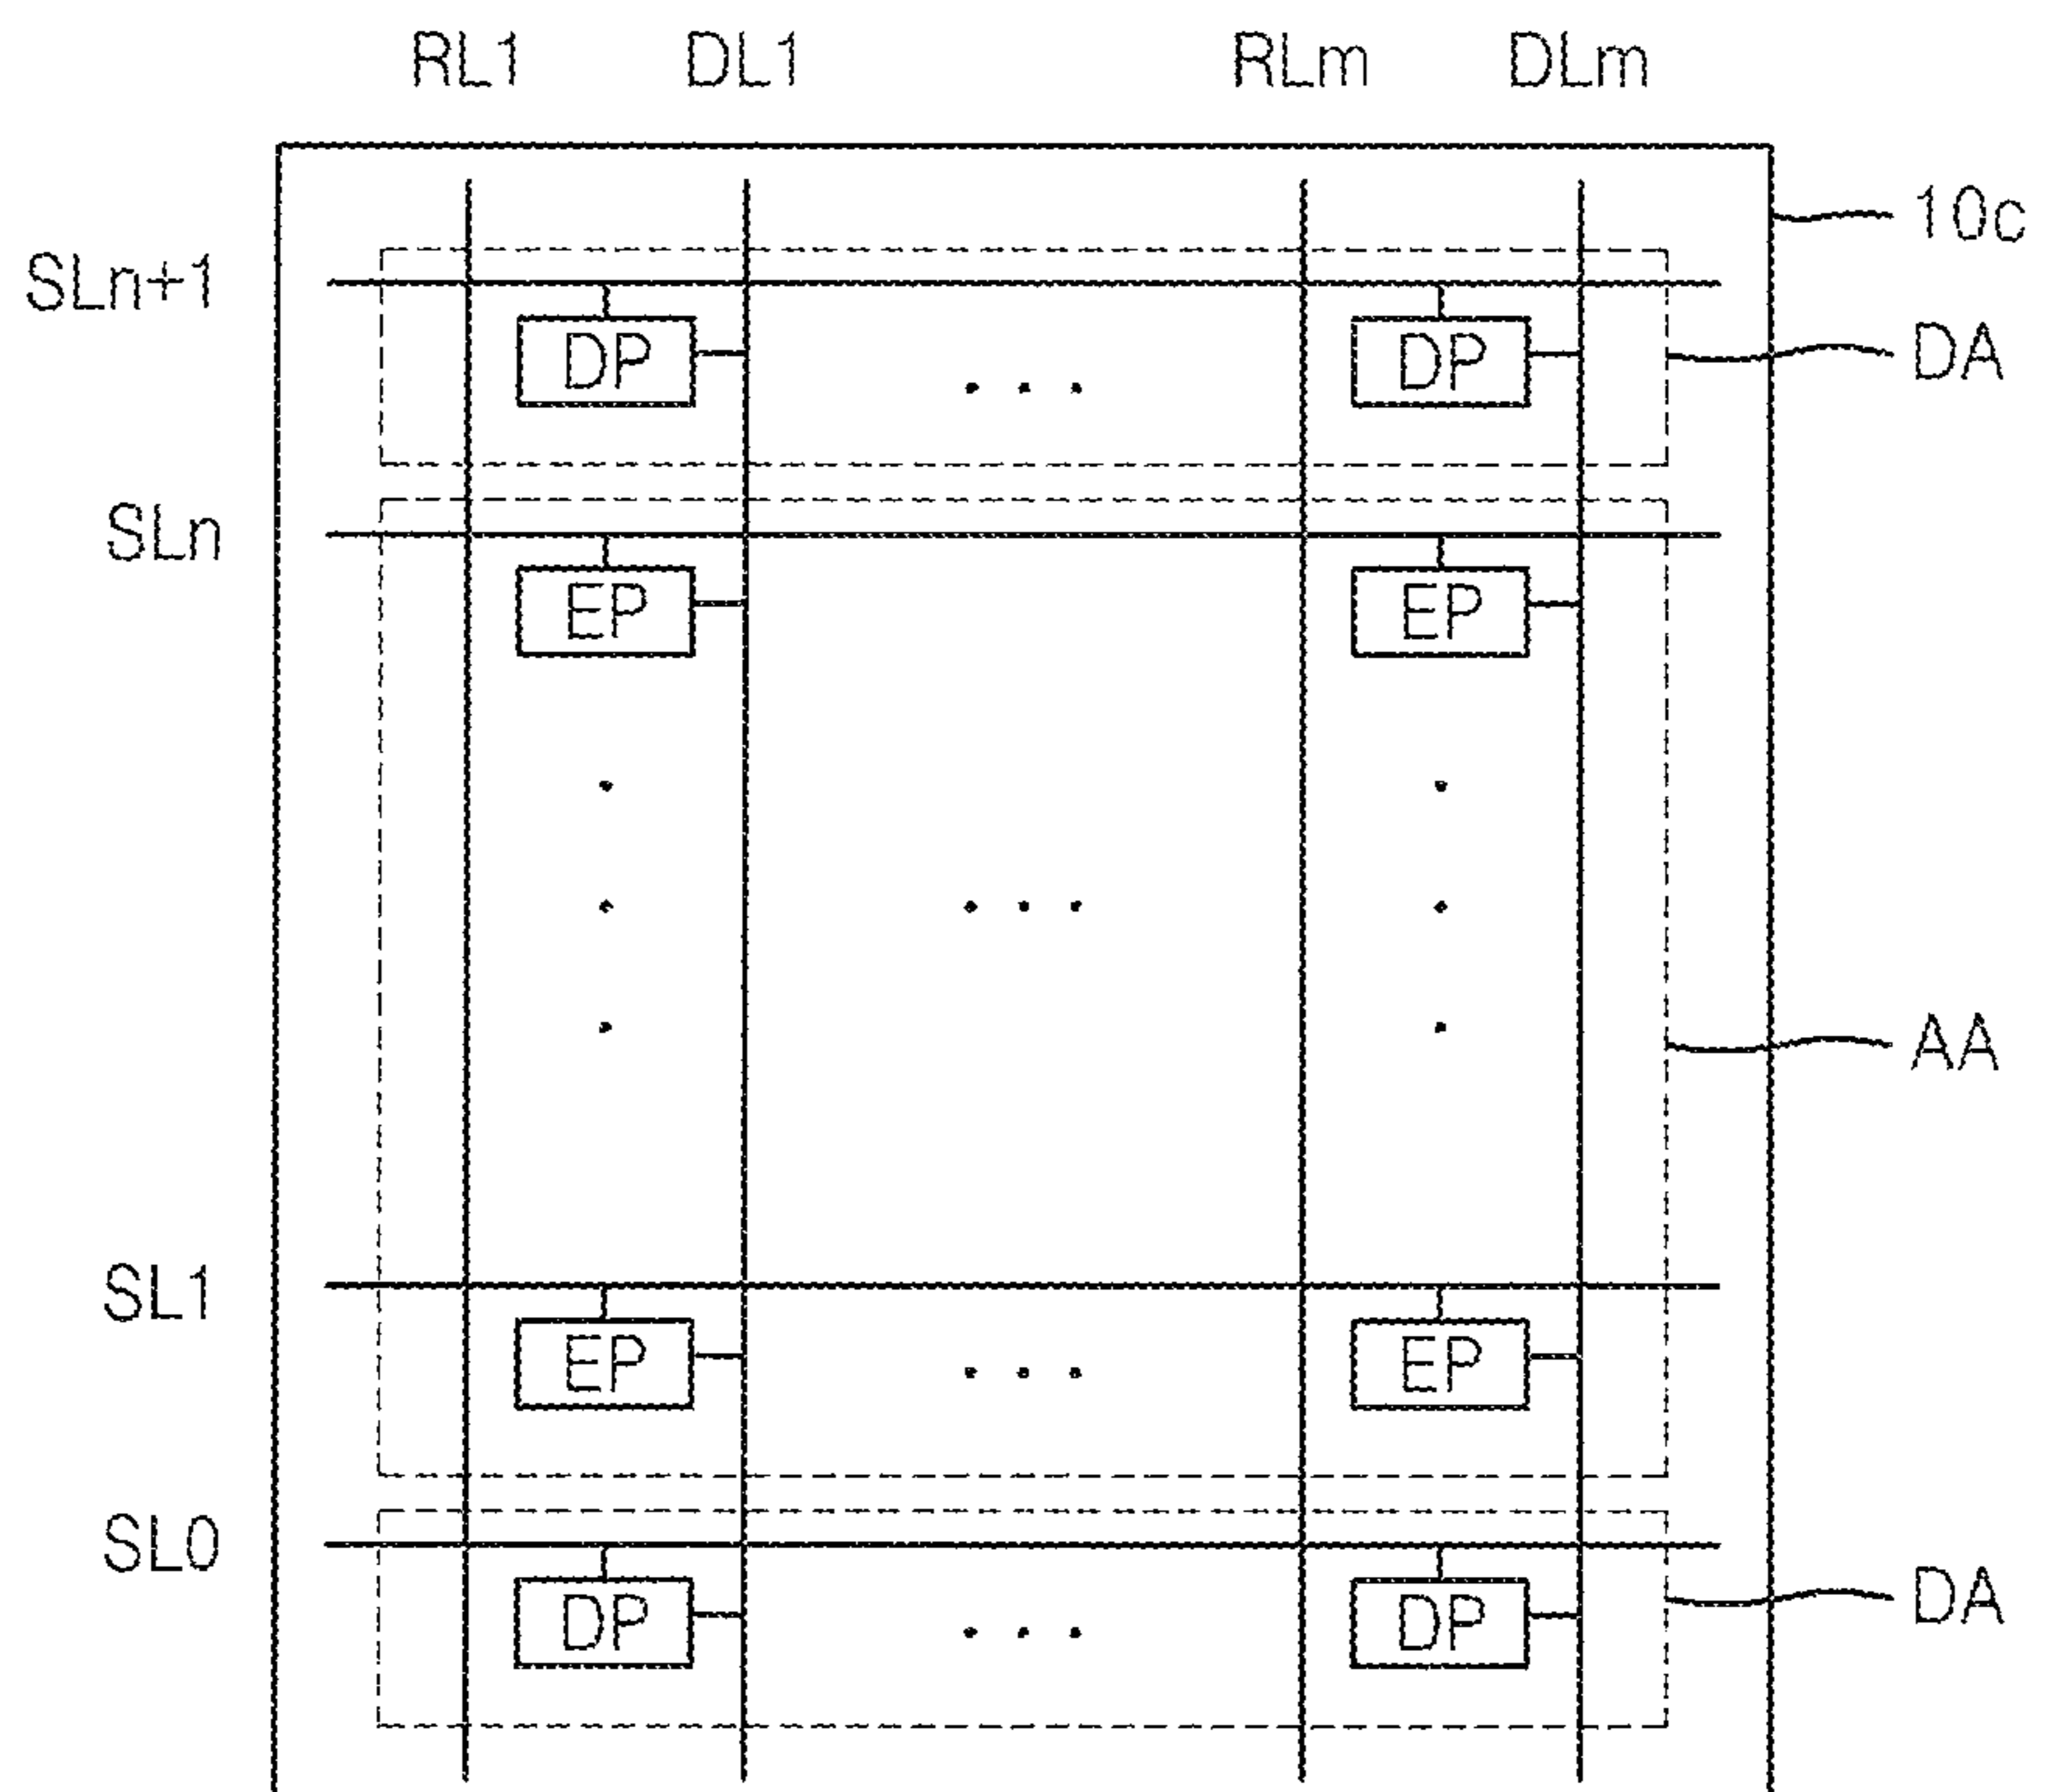 RL1 DL1 RLm DLm
10c
SLn+1
DP DP DA
SLn
EP EP
AA
SL1
EP EP
SL0
DP DP DA